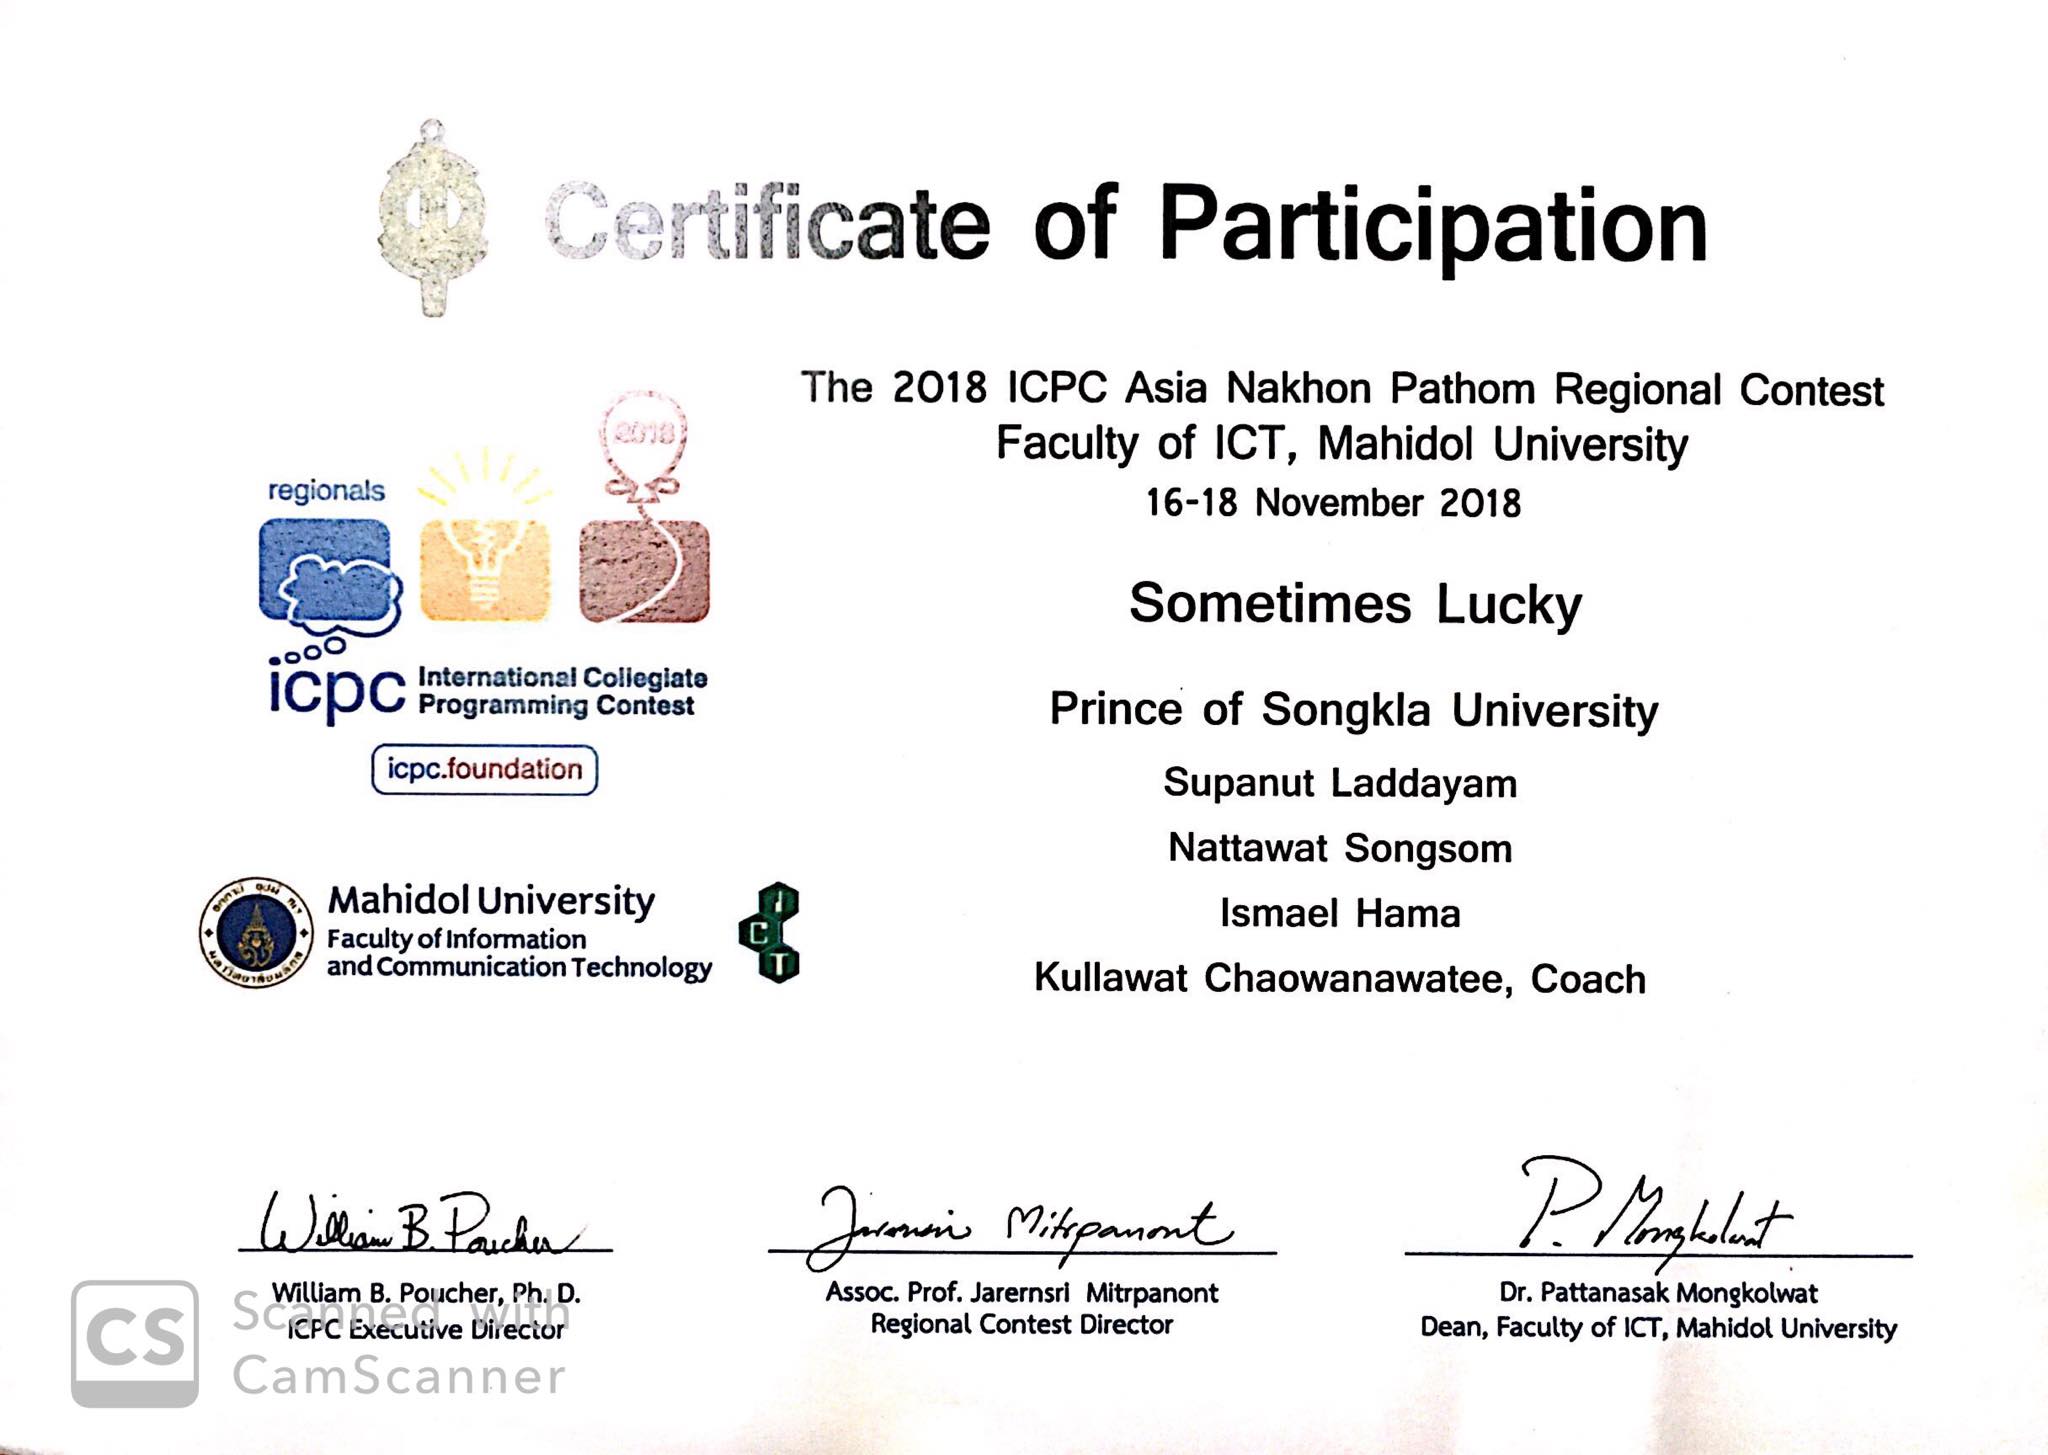 Certificate of Participation
The 2018 ICPC Asia Nakhon Pathom Regional Contest
Faculty of ICT, Mahidol University
16-18 November 2018
2018
regionals
icpc International Collegiate
Programming Contest
icpc.foundation
Sometimes Lucky
Prince of Songkla University
Supanut Laddayam
Nattawat Songsom
Ismael Hama
Kullawat Chaowanawatee, Coach
Mahidol University
Faculty of Information
and Communication Technology
I
C
T
William B. Poucher
Jarernsri Mitrpanont
P. Mongkolwat
William B. Poucher, Ph. D.
ICPC Executive Director
Assoc. Prof. Jarernsri Mitrpanont
Regional Contest Director
Dr. Pattanasak Mongkolwat
Dean, Faculty of ICT, Mahidol University
CS
Scanned with
CamScanner